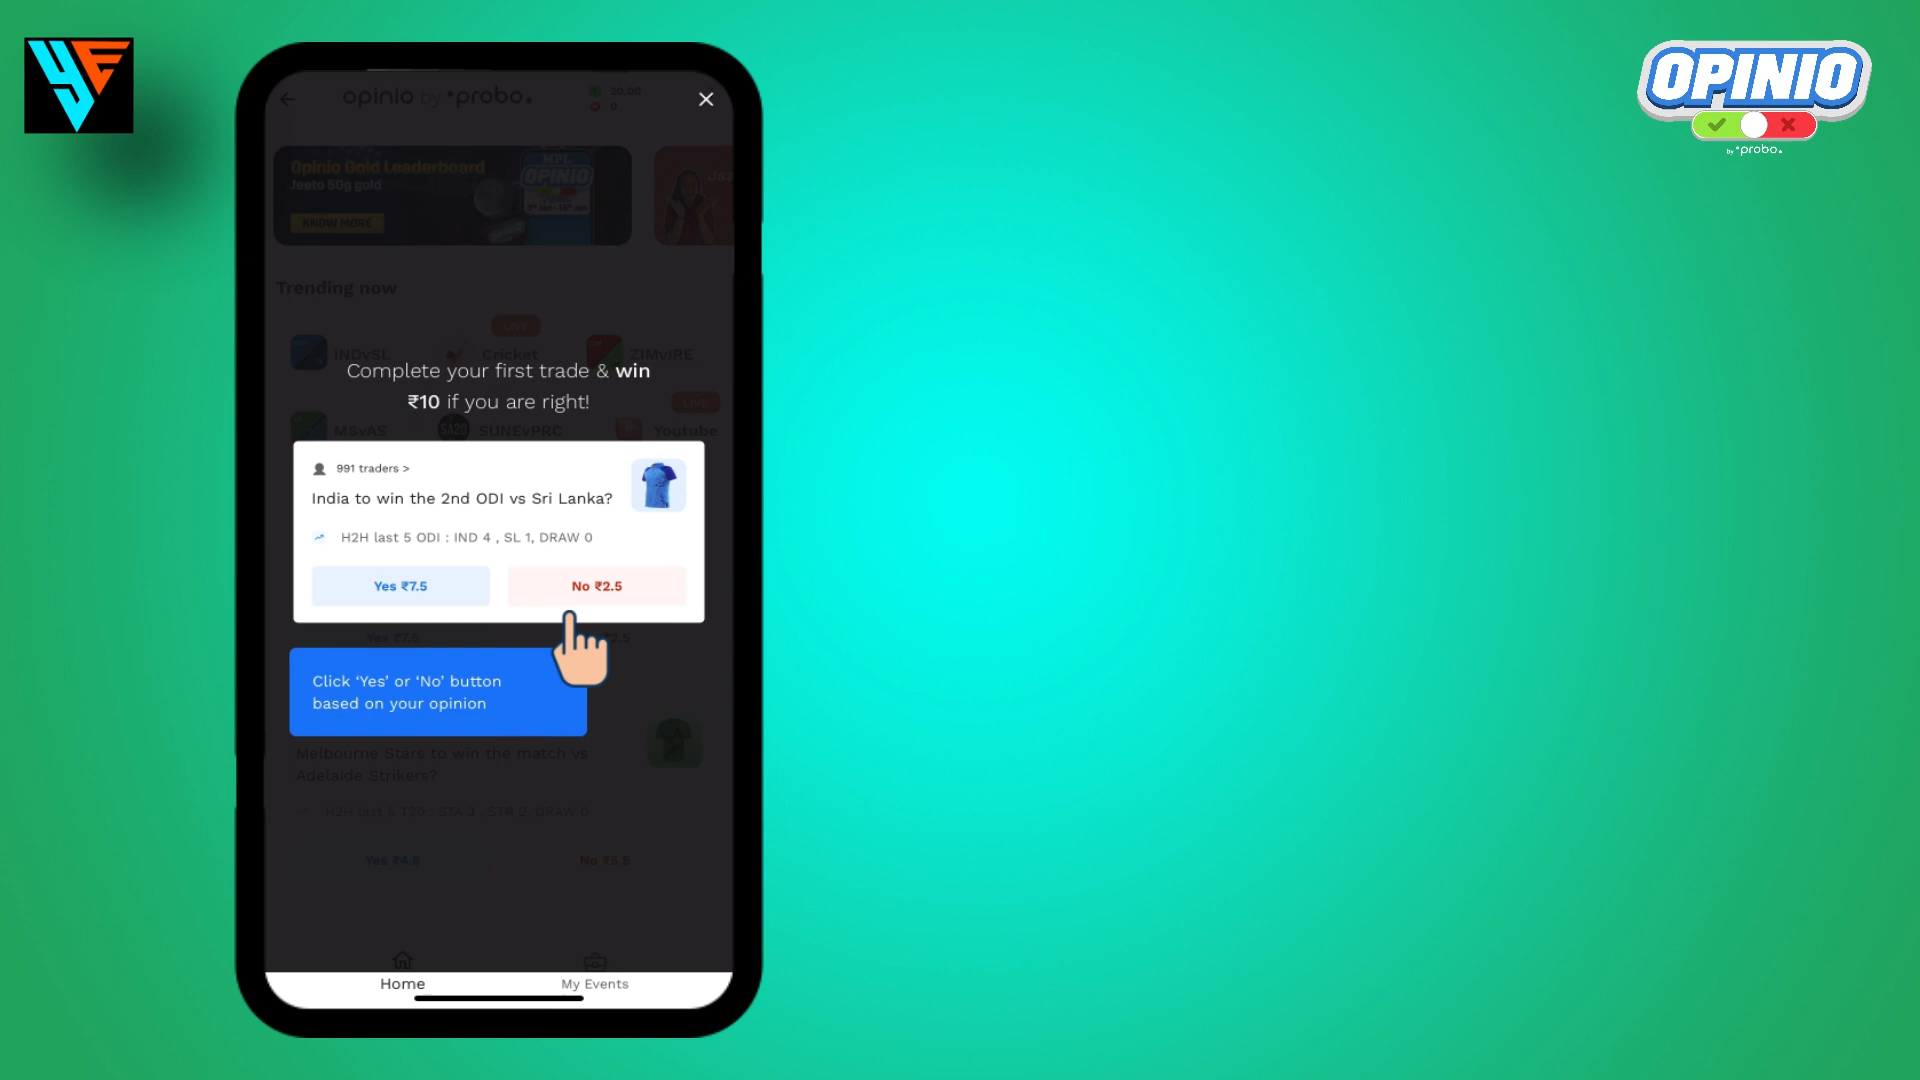 opinio by •probo.
20.00
0
Opinio Gold Leaderboard
Jeeto 50g gold
KNOW MORE
MPL
OPINIO
Trending now
LIVE
INDvSL
Cricket
ZIMvIRE
Complete your first trade & win
₹10 if you are right!
LIVE
MSvAS
SA20
SUNEvPRC
Youtube
991 traders >
India to win the 2nd ODI vs Sri Lanka?
H2H last 5 ODI : IND 4 , SL 1, DRAW 0
Yes ₹7.5
No ₹2.5
Yes ₹7.5
Click ‘Yes’ or ‘No’ button
based on your opinion
Melbourne Stars to win the match vs
Adelaide Strikers?
H2H last 5 T20 : STA 3 , STR 2, DRAW 0
Yes ₹4.5
No ₹5.5
Home
My Events
OPINIO
by •probo.